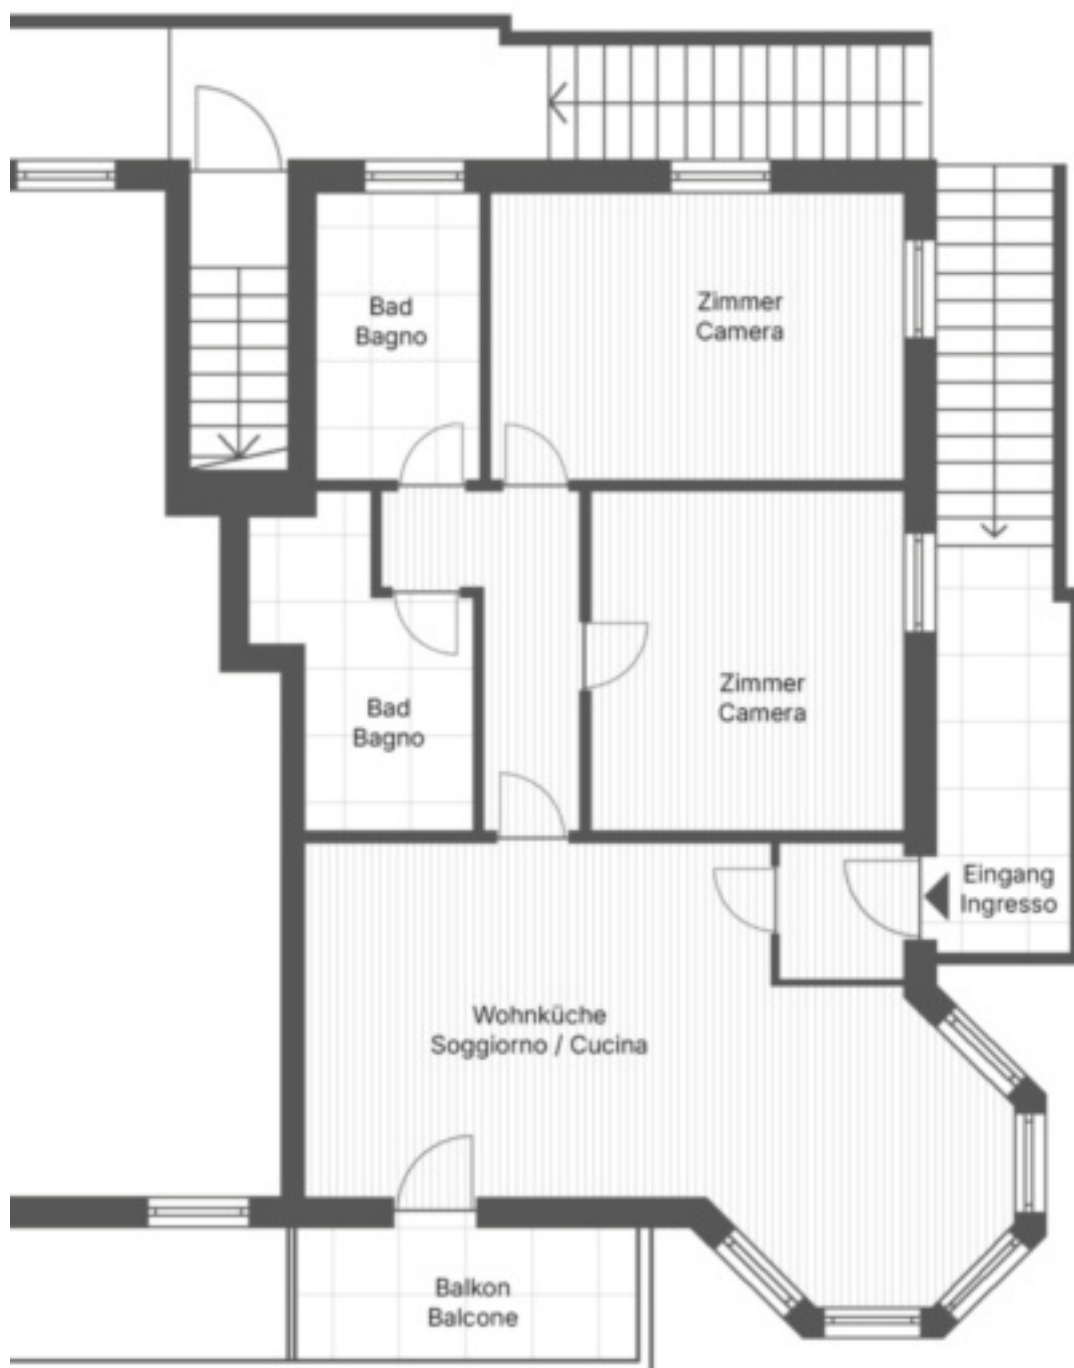 Bad
Bagno
Zimmer
Camera
Zimmer
Camera
Bad
Bagno
Eingang
Ingresso
Wohnküche
Soggiorno / Cucina
Balkon
Balcone